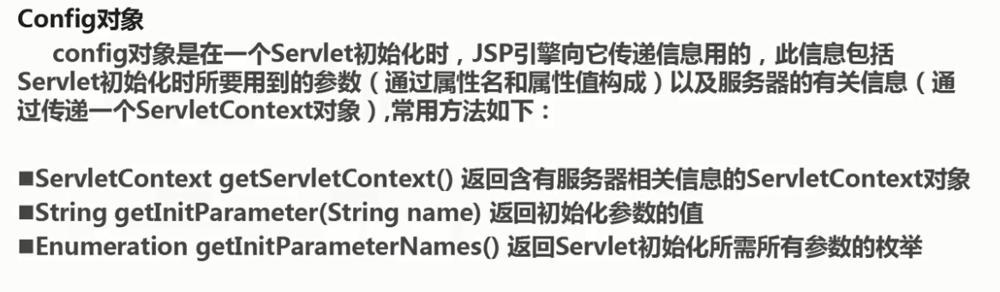 Config对象
config对象是在一个Servlet初始化时，JSP引擎向它传递信息用的，此信息包括
Servlet初始化时所要用到的参数（通过属性名和属性值构成）以及服务器的有关信息（通
过传递一个ServletContext对象）,常用方法如下：
■ServletContext getServletContext() 返回含有服务器相关信息的ServletContext对象
■String getInitParameter(String name) 返回初始化参数的值
■Enumeration getInitParameterNames() 返回Servlet初始化所需所有参数的枚举